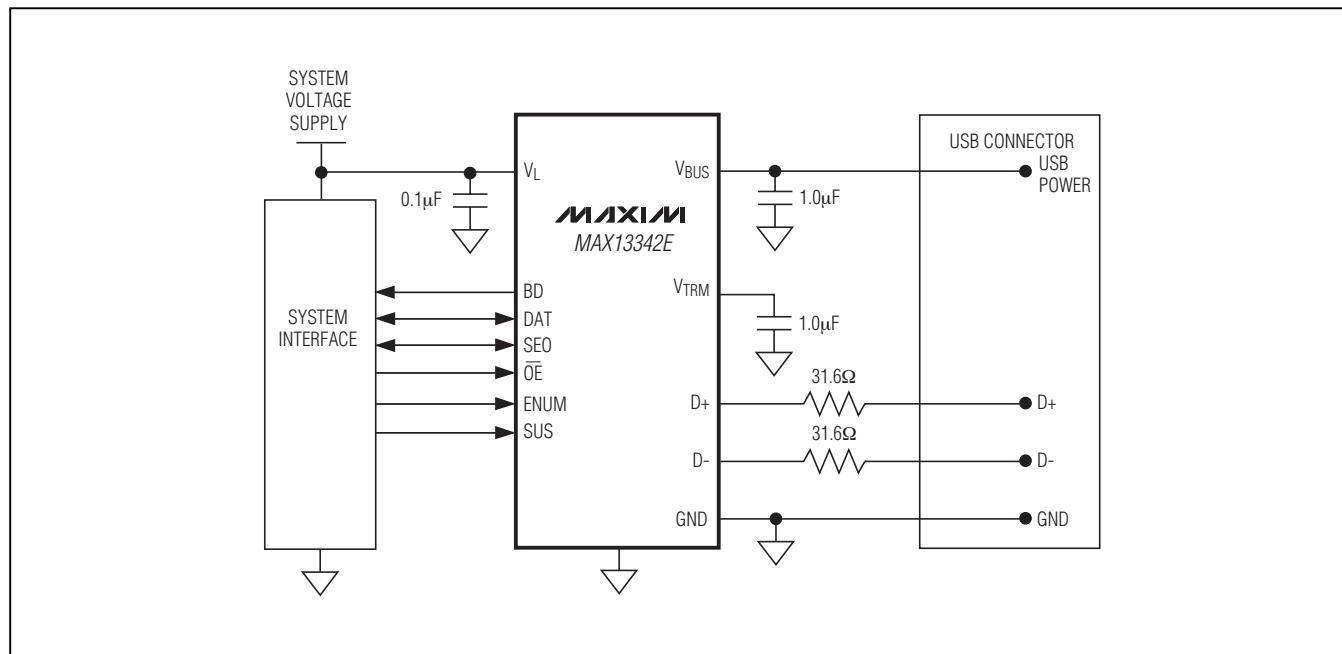 SYSTEM
VOLTAGE
SUPPLY
0.1µF
SYSTEM
INTERFACE
VL
BD
DAT
SEO
O̅E̅
ENUM
SUS
MAXIM
MAX13342E
VBUS
VTRM
D+
D-
GND
1.0µF
1.0µF
31.6Ω
31.6Ω
USB CONNECTOR
USB
POWER
D+
D-
GND